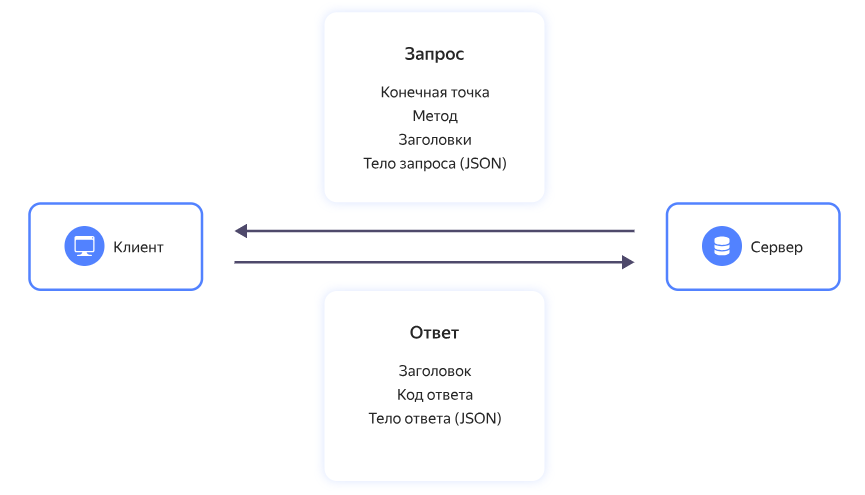 Запрос
Конечная точка
Метод
Заголовки
Тело запроса (JSON)
Клиент
Сервер
Ответ
Заголовок
Код ответа
Тело ответа (JSON)